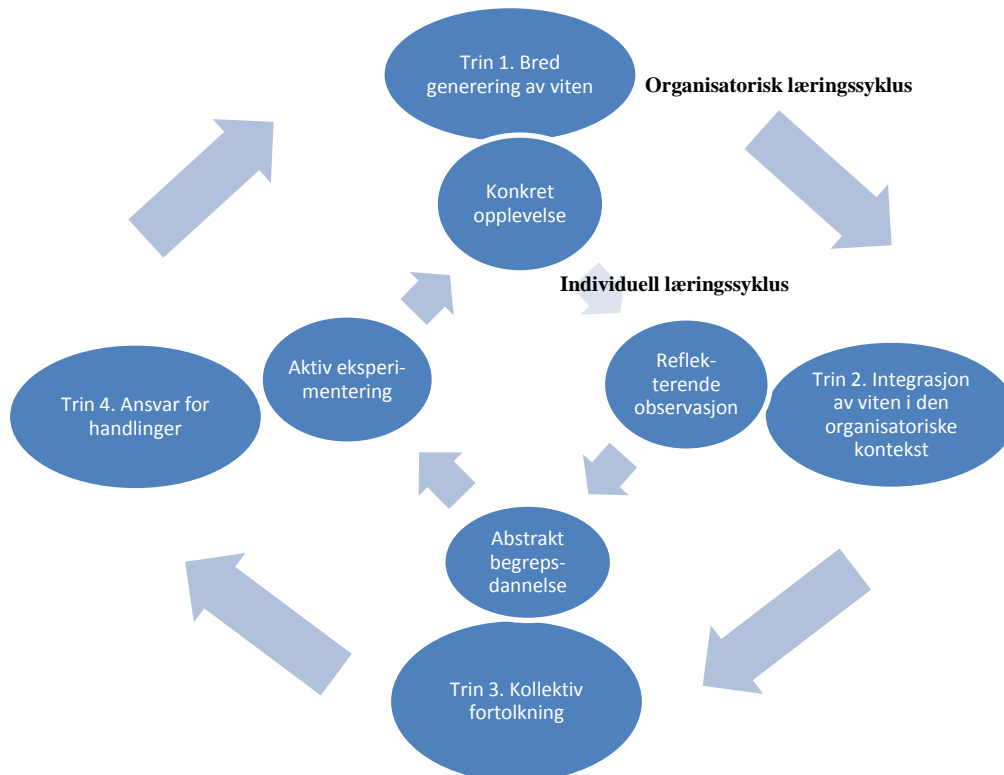 Trin 1. Bred
generering av viten
Organisatorisk læringssyklus
Konkret
opplevelse
Individuell læringssyklus
Aktiv eksperi-
mentering
Reflek-
terende
observasjon
Trin 4. Ansvar for
handlinger
Trin 2. Integrasjon
av viten i den
organisatoriske
kontekst
Abstrakt
begreps-
dannelse
Trin 3. Kollektiv
fortolkning